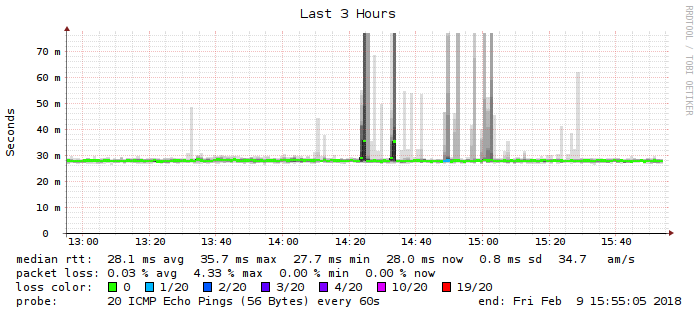 Last 3 Hours
RRDTOOL / TOBI OETIKER
Seconds
70 m
60 m
50 m
40 m
30 m
20 m
10 m
0
13:00 13:20 13:40 14:00 14:20 14:40 15:00 15:20 15:40
median rtt: 28.1 ms avg 35.7 ms max 27.7 ms min 28.0 ms now 0.8 ms sd 34.7 am/s
packet loss: 0.03 % avg 4.33 % max 0.00 % min 0.00 % now
loss color: 0 1/20 2/20 3/20 4/20 10/20 19/20
probe: 20 ICMP Echo Pings (56 Bytes) every 60s end: Fri Feb 9 15:55:05 2018